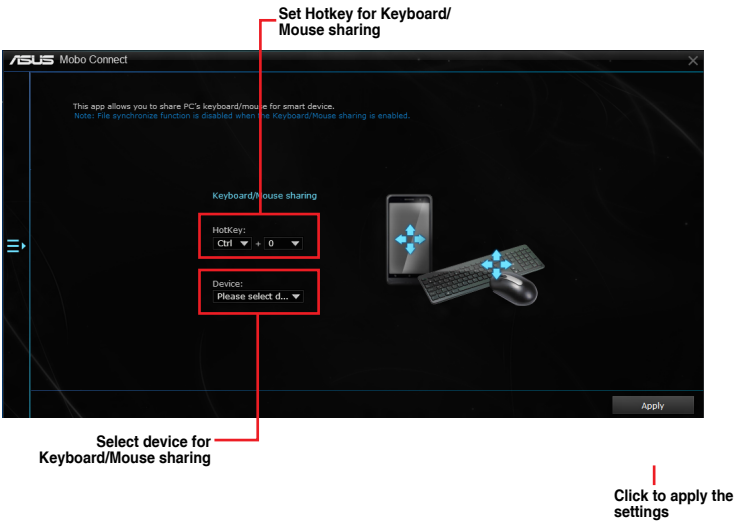 Set Hotkey for Keyboard/
Mouse sharing
ASUS Mobo Connect
This app allows you to share PC's keyboard/mouse for smart device.
Note: File synchronize function is disabled when the Keyboard/Mouse sharing is enabled.
Keyboard/Mouse sharing
HotKey:
Ctrl + 0
Device:
Please select d...
Apply
Select device for
Keyboard/Mouse sharing
Click to apply the
settings